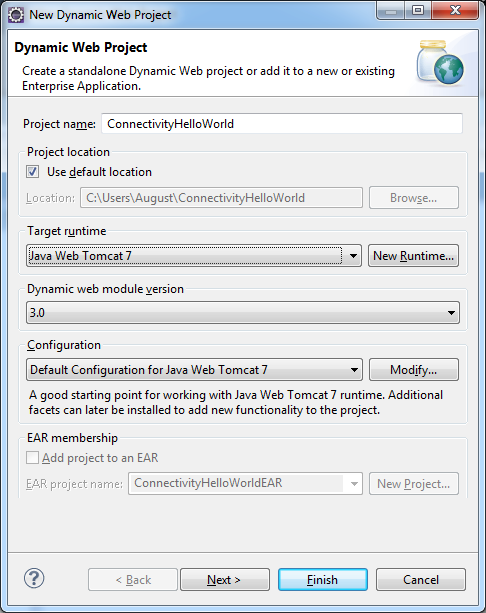 New Dynamic Web Project
Dynamic Web Project
Create a standalone Dynamic Web project or add it to a new or existing
Enterprise Application.
Project name: ConnectivityHelloWorld
Project location
Use default location
Location: C:\Users\August\ConnectivityHelloWorld Browse...
Target runtime
Java Web Tomcat 7 New Runtime...
Dynamic web module version
3.0
Configuration
Default Configuration for Java Web Tomcat 7 Modify...
A good starting point for working with Java Web Tomcat 7 runtime. Additional
facets can later be installed to add new functionality to the project.
EAR membership
Add project to an EAR
EAR project name: ConnectivityHelloWorldEAR New Project...
? < Back Next > Finish Cancel